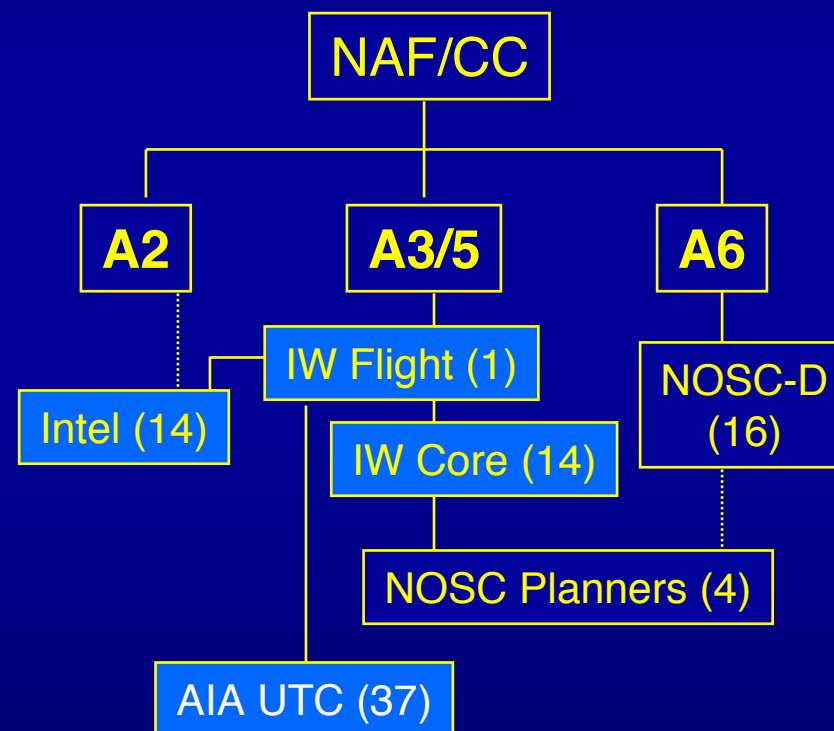 NAF/CC
A2
A3/5
A6
IW Flight (1)
NOSC-D
(16)
Intel (14)
IW Core (14)
NOSC Planners (4)
AIA UTC (37)